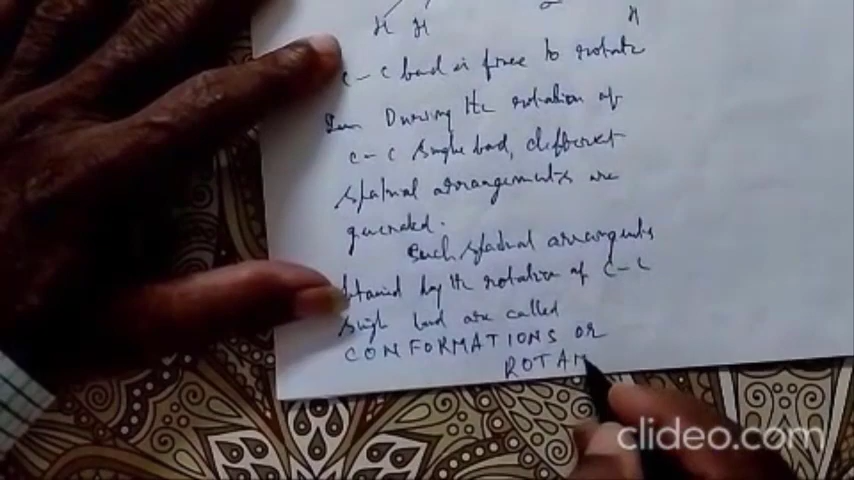 H H H
C-C bond is free to rotate
During the rotation of
C-C single bond, different
spatial arrangements are
generated.
Such spatial arrangements
obtained by the rotation of C-C
single bond are called
CONFORMATIONS OR
ROTAM
clideo.com